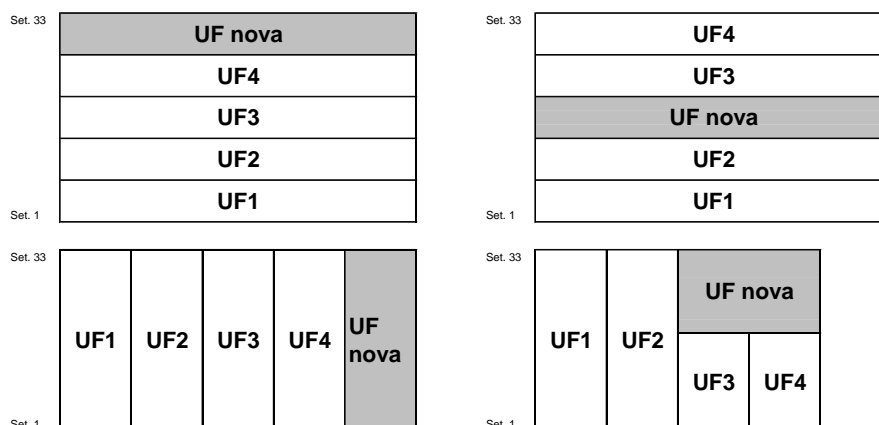 Set. 33
UF nova
UF4
UF3
UF2
UF1
Set. 1
Set. 33
UF4
UF3
UF nova
UF2
UF1
Set. 1
Set. 33
UF1 UF2 UF3 UF4 UF
nova
Set. 1
Set. 33
UF nova
UF1 UF2
UF3 UF4
Set. 1